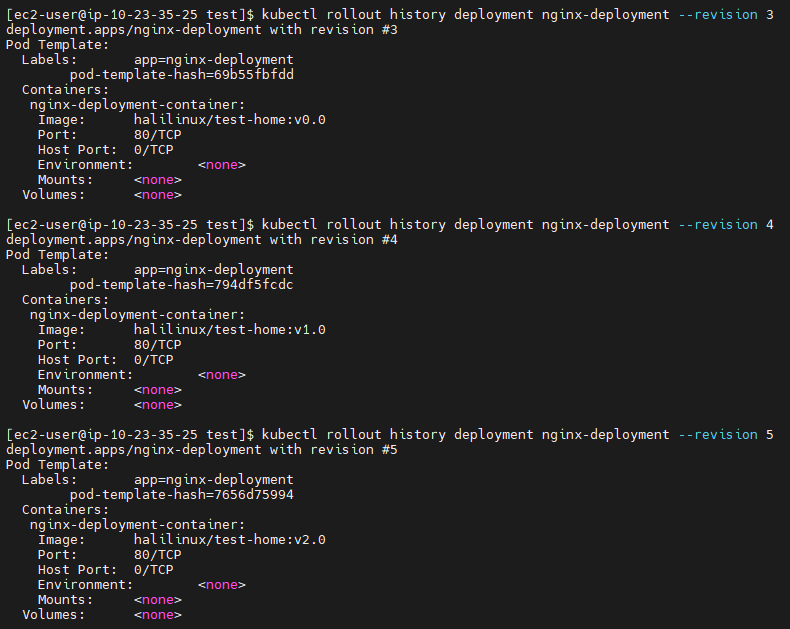 [ec2-user@ip-10-23-35-25 test]$ kubectl rollout history deployment nginx-deployment --revision 3
deployment.apps/nginx-deployment with revision #3
Pod Template:
  Labels:       app=nginx-deployment
        pod-template-hash=69b55fbfdd
  Containers:
   nginx-deployment-container:
    Image:      halilinux/test-home:v0.0
    Port:       80/TCP
    Host Port:  0/TCP
    Environment:        <none>
    Mounts:     <none>
  Volumes:      <none>

[ec2-user@ip-10-23-35-25 test]$ kubectl rollout history deployment nginx-deployment --revision 4
deployment.apps/nginx-deployment with revision #4
Pod Template:
  Labels:       app=nginx-deployment
        pod-template-hash=794df5fcdc
  Containers:
   nginx-deployment-container:
    Image:      halilinux/test-home:v1.0
    Port:       80/TCP
    Host Port:  0/TCP
    Environment:        <none>
    Mounts:     <none>
  Volumes:      <none>

[ec2-user@ip-10-23-35-25 test]$ kubectl rollout history deployment nginx-deployment --revision 5
deployment.apps/nginx-deployment with revision #5
Pod Template:
  Labels:       app=nginx-deployment
        pod-template-hash=7656d75994
  Containers:
   nginx-deployment-container:
    Image:      halilinux/test-home:v2.0
    Port:       80/TCP
    Host Port:  0/TCP
    Environment:        <none>
    Mounts:     <none>
  Volumes:      <none>